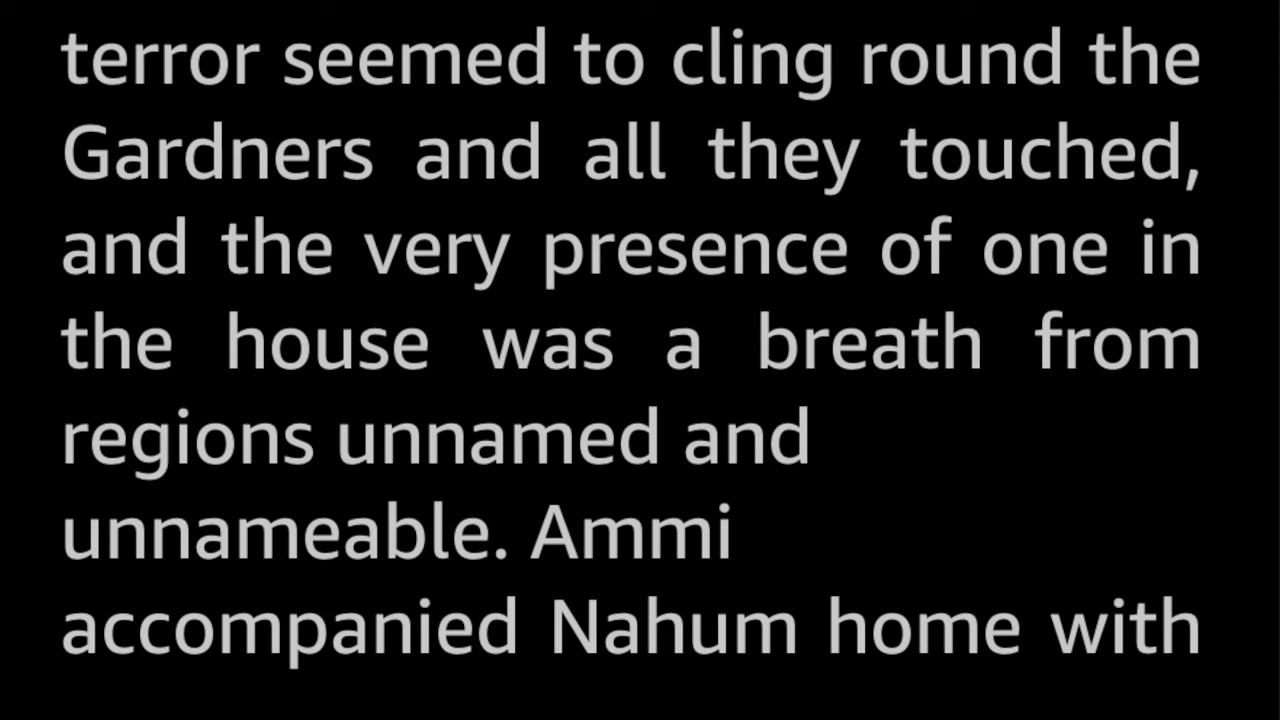 terror seemed to cling round the
Gardners and all they touched,
and the very presence of one in
the house was a breath from
regions unnamed and
unnameable. Ammi
accompanied Nahum home with